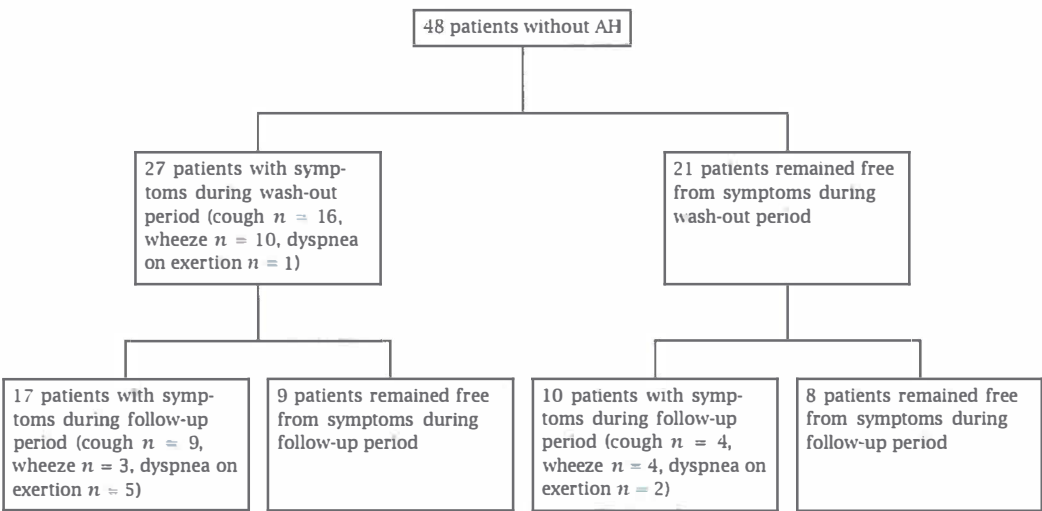 48 patients without AH
27 patients with symp-
toms during wash-out
period (cough n = 16,
wheeze n = 10, dyspnea
on exertion n = 1)
21 patients remained free
from symptoms during
wash-out period
17 patients with symp-
toms during follow-up
period (cough n = 9,
wheeze n = 3, dyspnea on
exertion n = 5)
9 patients remained free
from symptoms during
follow-up period
10 patients with symp-
toms during follow-up
period (cough n = 4,
wheeze n = 4, dyspnea on
exertion n = 2)
8 patients remained free
from symptoms during
follow-up period